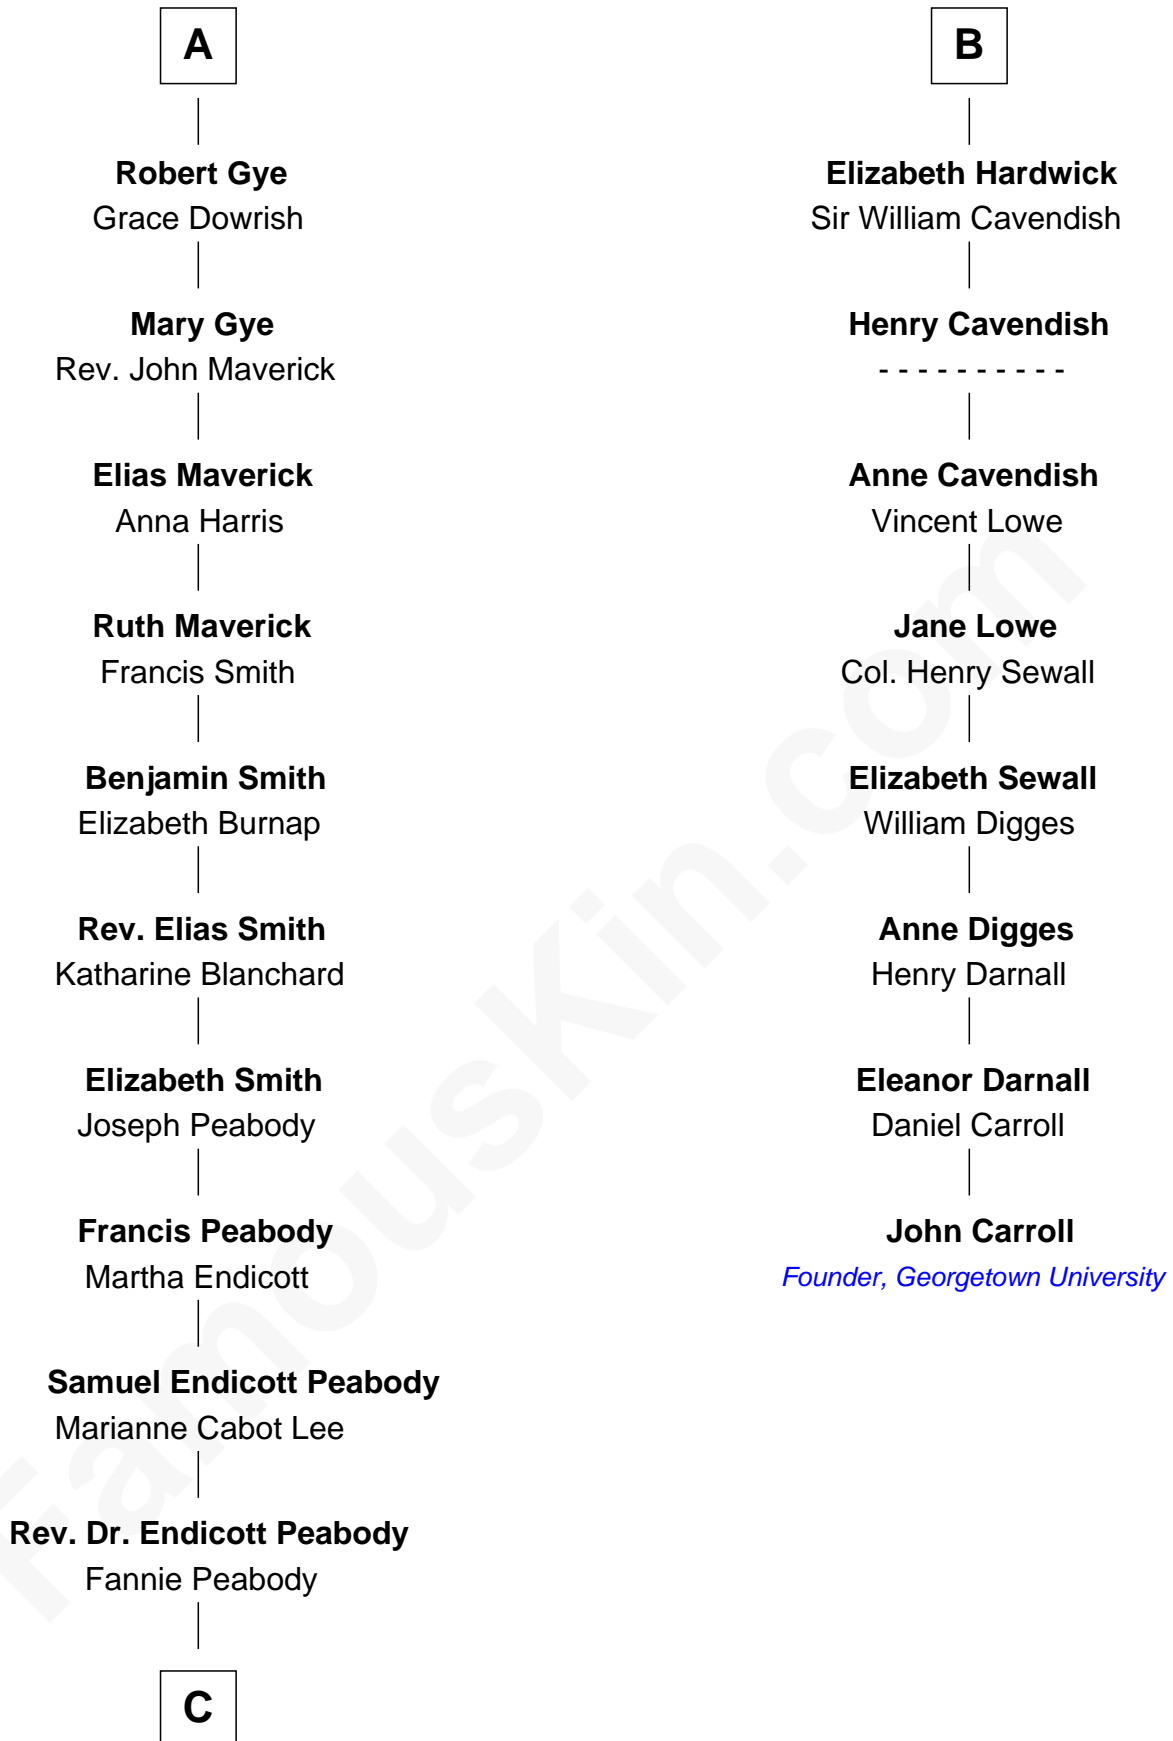 A
Robert Gye
Grace Dowrish
Mary Gye
Rev. John Maverick
Elias Maverick
Anna Harris
Ruth Maverick
Francis Smith
Benjamin Smith
Elizabeth Burnap
Rev. Elias Smith
Katharine Blanchard
Elizabeth Smith
Joseph Peabody
Francis Peabody
Martha Endicott
Samuel Endicott Peabody
Marianne Cabot Lee
Rev. Dr. Endicott Peabody
Fannie Peabody
C
B
Elizabeth Hardwick
Sir William Cavendish
Henry Cavendish
- - - - - - - - - -
Anne Cavendish
Vincent Lowe
Jane Lowe
Col. Henry Sewall
Elizabeth Sewall
William Digges
Anne Digges
Henry Darnall
Eleanor Darnall
Daniel Carroll
John Carroll
Founder, Georgetown University
FamousKin.com